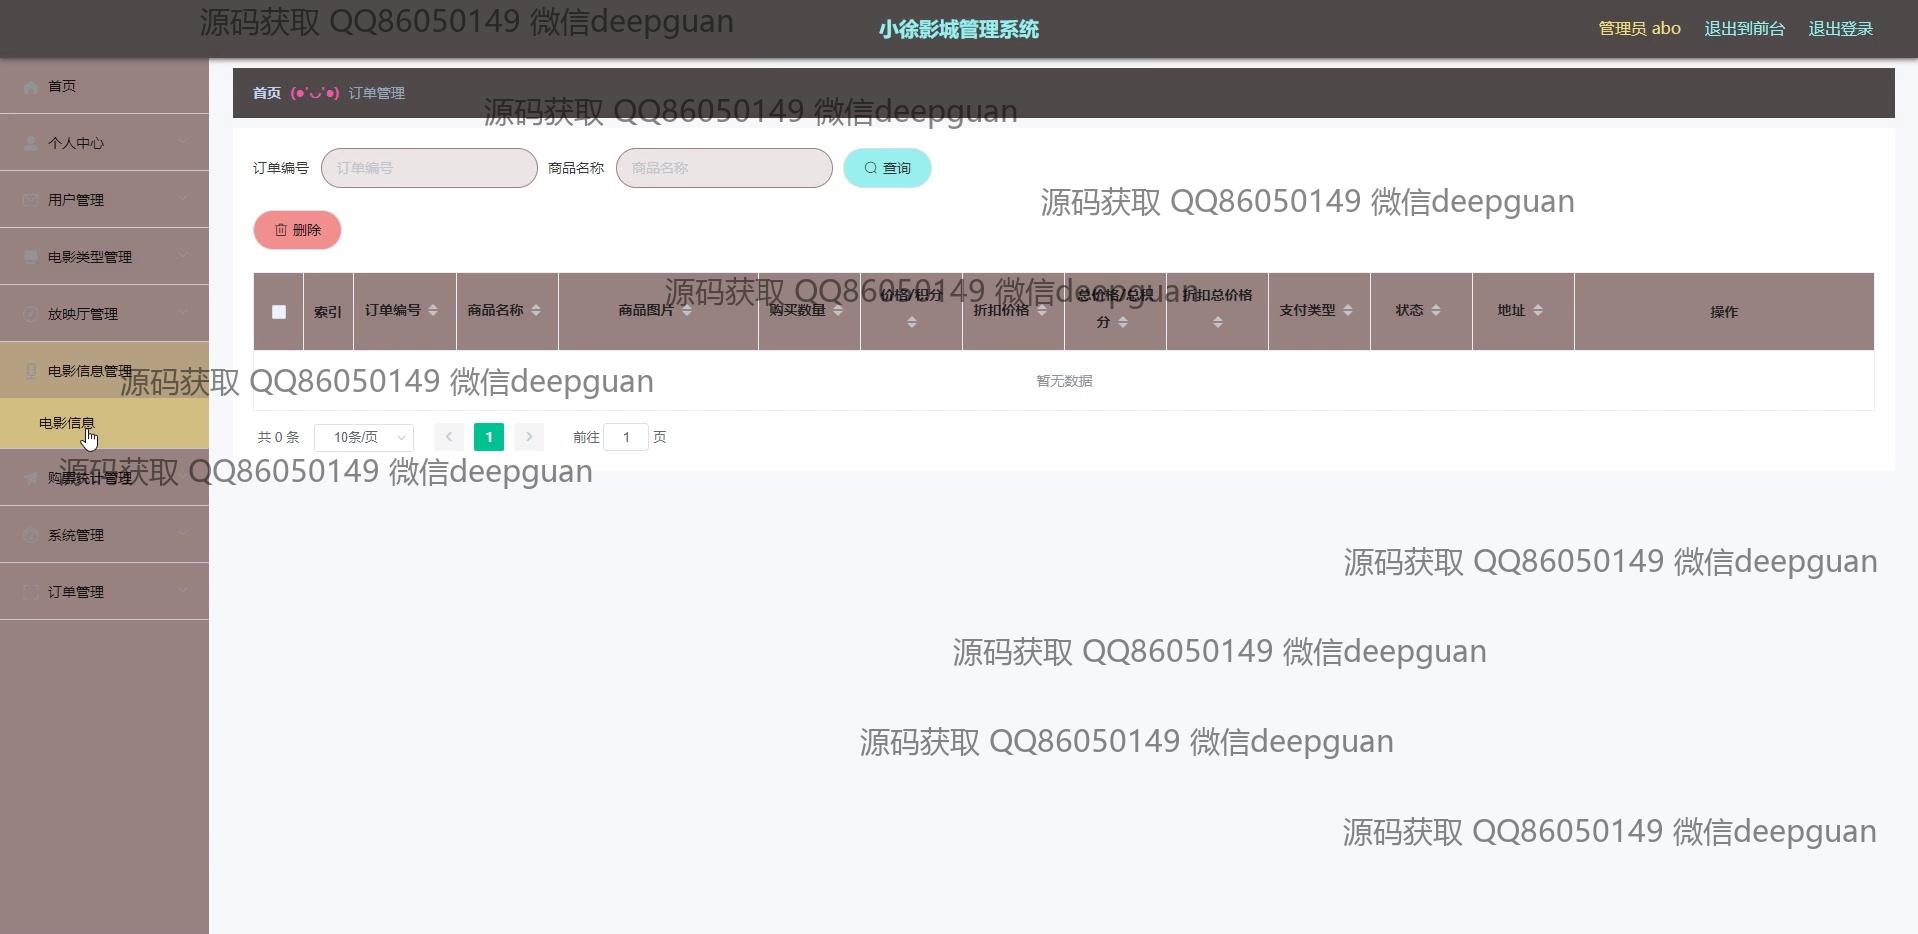 源码获取 QQ86050149 微信deepguan
小徐影城管理系统
管理员 abo
退出到前台
退出登录
首页
个人中心
用户管理
电影类型管理
放映厅管理
电影信息管理
电影信息
购票统计管理
系统管理
订单管理
首页 (●'◡'●) 订单管理
源码获取 QQ86050149 微信deepguan
订单编号 订单编号 商品名称 商品名称 查询
源码获取 QQ86050149 微信deepguan
删除
源码获取 QQ86050149 微信deepguan
索引 订单编号 商品名称 商品图片 购买数量 价格/积分 折扣价格 总价格/总积分 折扣总价格 支付类型 状态 地址 操作
暂无数据
源码获取 QQ86050149 微信deepguan
共 0 条 10条/页 1 前往 1 页
源码获取 QQ86050149 微信deepguan
源码获取 QQ86050149 微信deepguan
源码获取 QQ86050149 微信deepguan
源码获取 QQ86050149 微信deepguan
源码获取 QQ86050149 微信deepguan